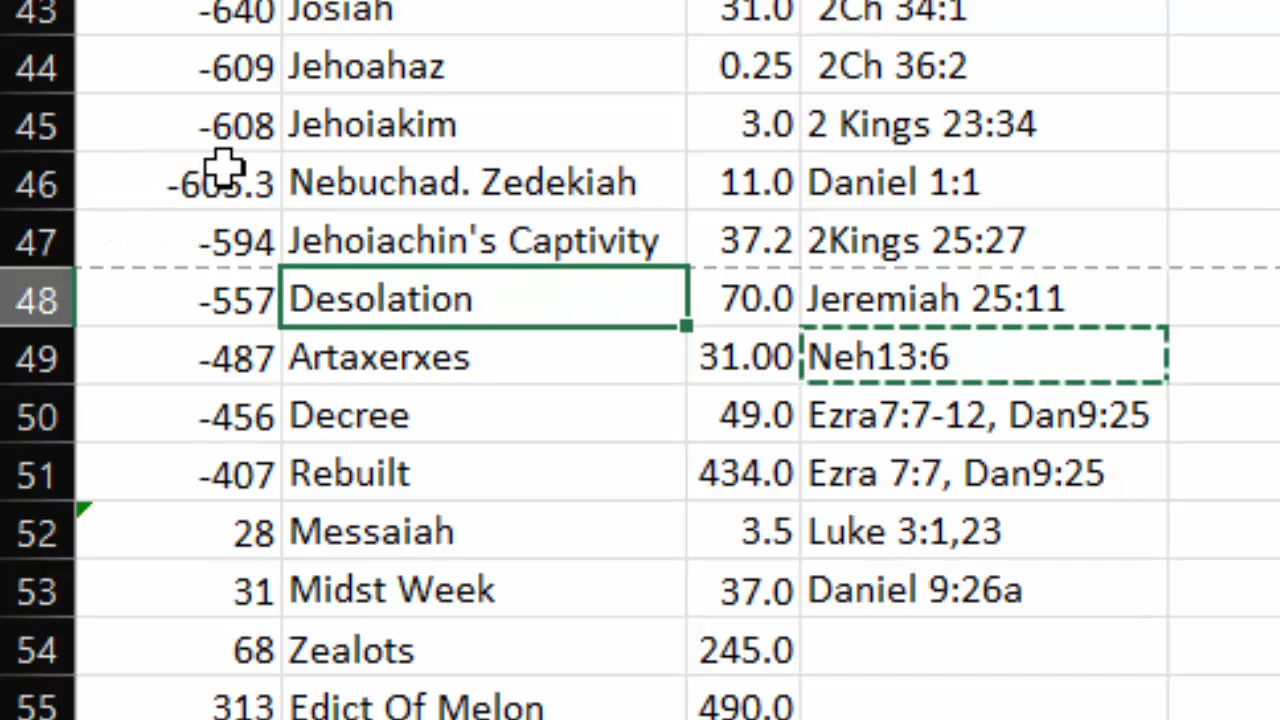 43 -640 Josiah 31.0 2Ch 34:1
44 -609 Jehoahaz 0.25 2Ch 36:2
45 -608 Jehoiakim 3.0 2 Kings 23:34
46 Nebuchad. Zedekiah 11.0 Daniel 1:1
47 -594 Jehoiachin's Captivity 37.2 2Kings 25:27
48 -557 Desolation 70.0 Jeremiah 25:11
49 -487 Artaxerxes 31.00 Neh13:6
50 -456 Decree 49.0 Ezra7:7-12, Dan9:25
51 -407 Rebuilt 434.0 Ezra 7:7, Dan9:25
52 28 Messaiah 3.5 Luke 3:1,23
53 31 Midst Week 37.0 Daniel 9:26a
54 68 Zealots 245.0
55 313 Edict Of Melon 490.0